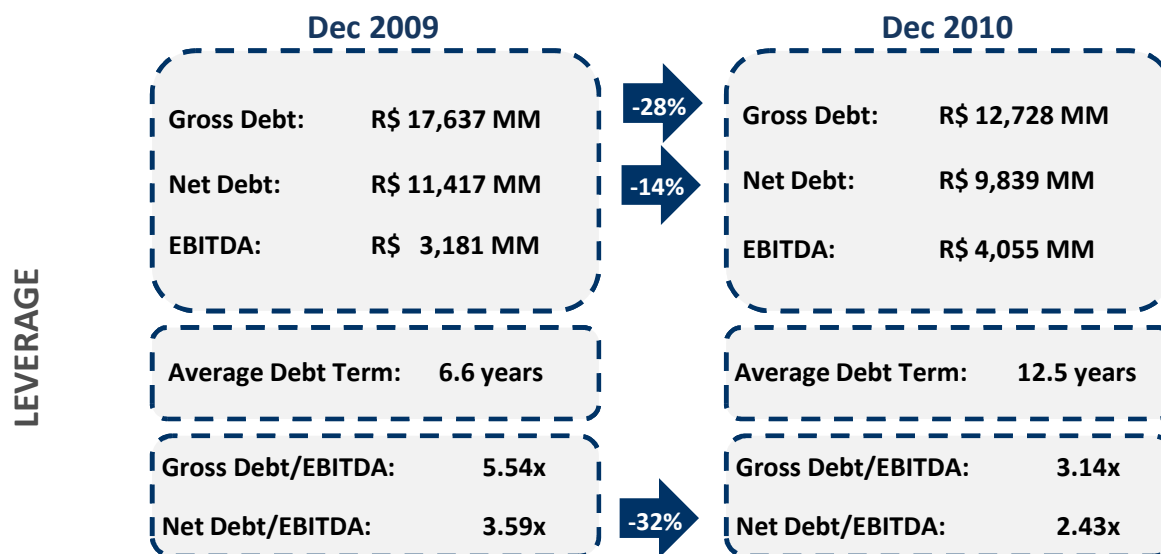 Dec 2009
Dec 2010
Gross Debt: R$ 17,637 MM
-28%
Gross Debt: R$ 12,728 MM
Net Debt: R$ 11,417 MM
-14%
Net Debt: R$ 9,839 MM
EBITDA: R$ 3,181 MM
EBITDA: R$ 4,055 MM
LEVERAGE
Average Debt Term: 6.6 years
Average Debt Term: 12.5 years
Gross Debt/EBITDA: 5.54x
Gross Debt/EBITDA: 3.14x
Net Debt/EBITDA: 3.59x
-32%
Net Debt/EBITDA: 2.43x